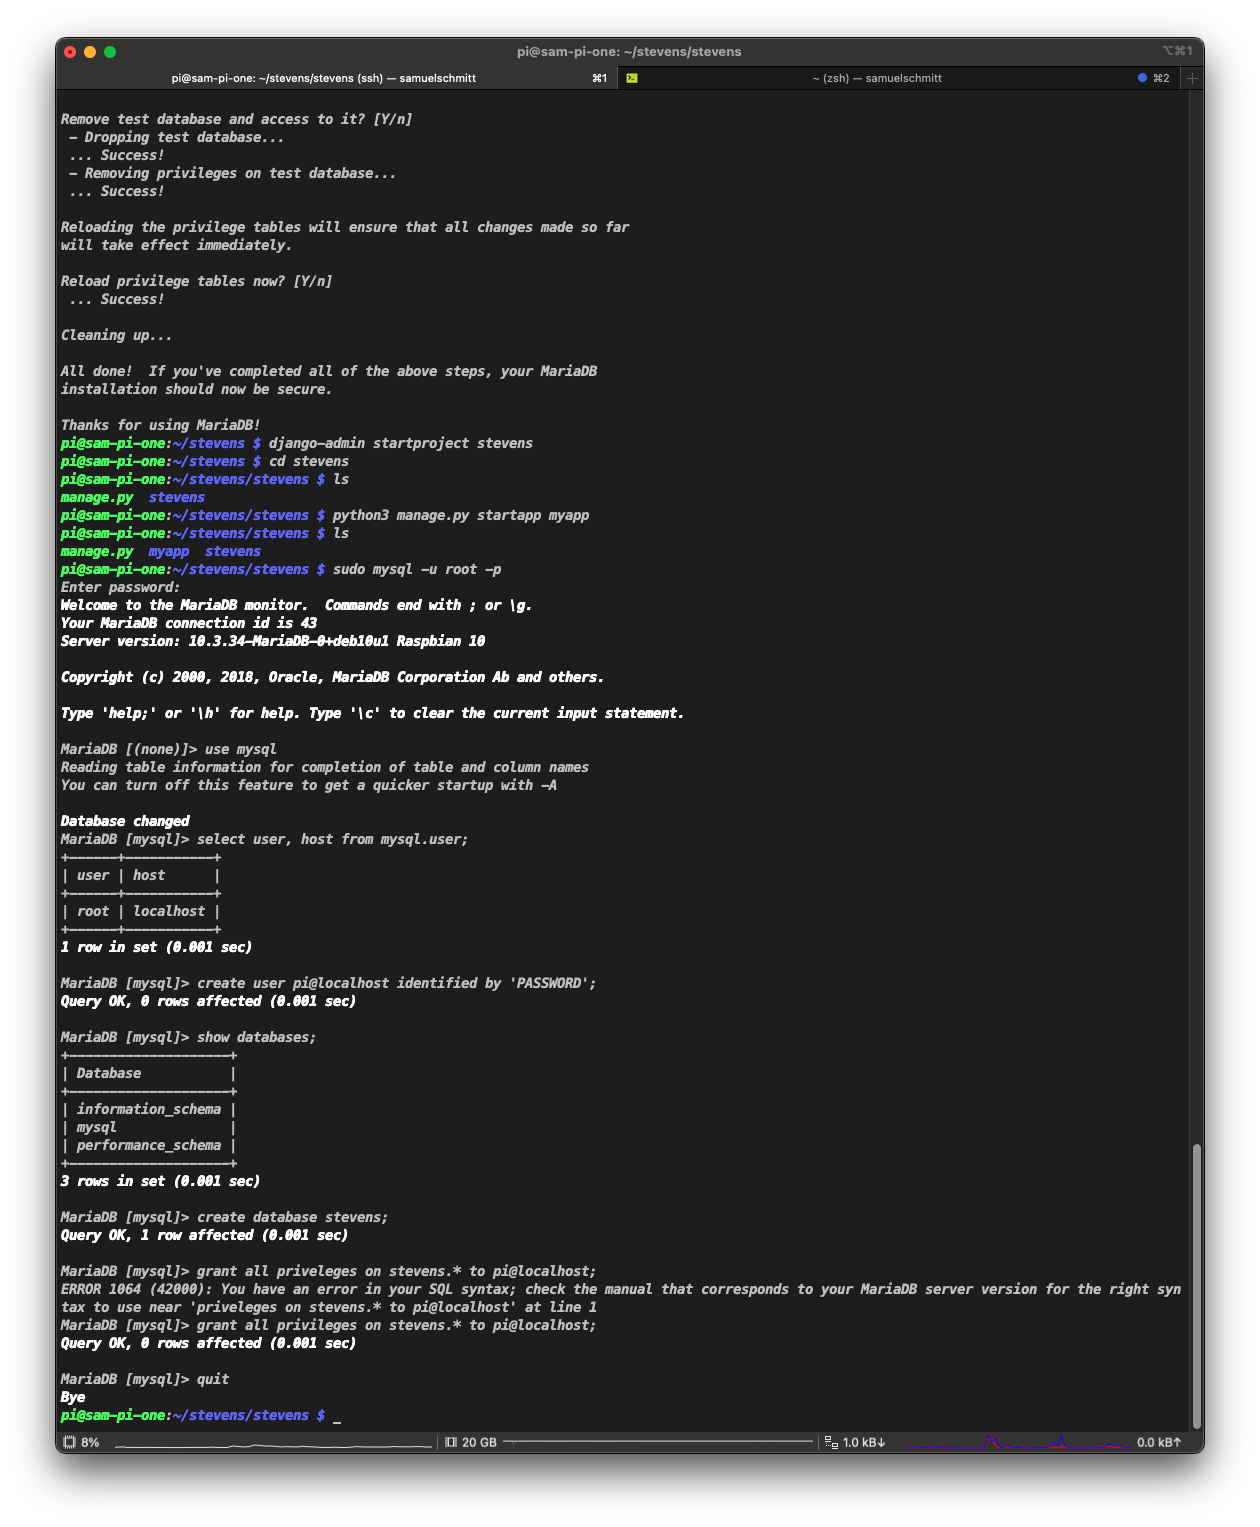 pi@sam-pi-one: ~/stevens/stevens
⌥⌘1
pi@sam-pi-one: ~/stevens/stevens (ssh) — samuelschmitt
⌘1
~ (zsh) — samuelschmitt
⌘2
Remove test database and access to it? [Y/n]
 - Dropping test database...
 ... Success!
 - Removing privileges on test database...
 ... Success!
Reloading the privilege tables will ensure that all changes made so far
will take effect immediately.
Reload privilege tables now? [Y/n]
 ... Success!
Cleaning up...
All done!  If you've completed all of the above steps, your MariaDB
installation should now be secure.
Thanks for using MariaDB!
pi@sam-pi-one:~/stevens $ django-admin startproject stevens
pi@sam-pi-one:~/stevens $ cd stevens
pi@sam-pi-one:~/stevens/stevens $ ls
manage.py  stevens
pi@sam-pi-one:~/stevens/stevens $ python3 manage.py startapp myapp
pi@sam-pi-one:~/stevens/stevens $ ls
manage.py  myapp  stevens
pi@sam-pi-one:~/stevens/stevens $ sudo mysql -u root -p
Enter password:
Welcome to the MariaDB monitor.  Commands end with ; or \g.
Your MariaDB connection id is 43
Server version: 10.3.34-MariaDB-0+deb10u1 Raspbian 10
Copyright (c) 2000, 2018, Oracle, MariaDB Corporation Ab and others.
Type 'help;' or '\h' for help. Type '\c' to clear the current input statement.
MariaDB [(none)]> use mysql
Reading table information for completion of table and column names
You can turn off this feature to get a quicker startup with -A
Database changed
MariaDB [mysql]> select user, host from mysql.user;
+------+-----------+
| user | host      |
+------+-----------+
| root | localhost |
+------+-----------+
1 row in set (0.001 sec)
MariaDB [mysql]> create user pi@localhost identified by 'PASSWORD';
Query OK, 0 rows affected (0.001 sec)
MariaDB [mysql]> show databases;
+--------------------+
| Database           |
+--------------------+
| information_schema |
| mysql              |
| performance_schema |
+--------------------+
3 rows in set (0.001 sec)
MariaDB [mysql]> create database stevens;
Query OK, 1 row affected (0.001 sec)
MariaDB [mysql]> grant all priveleges on stevens.* to pi@localhost;
ERROR 1064 (42000): You have an error in your SQL syntax; check the manual that corresponds to your MariaDB server version for the right syn
tax to use near 'priveleges on stevens.* to pi@localhost' at line 1
MariaDB [mysql]> grant all privileges on stevens.* to pi@localhost;
Query OK, 0 rows affected (0.001 sec)
MariaDB [mysql]> quit
Bye
pi@sam-pi-one:~/stevens/stevens $ _
8%
20 GB
1.0 kB↓
0.0 kB↑